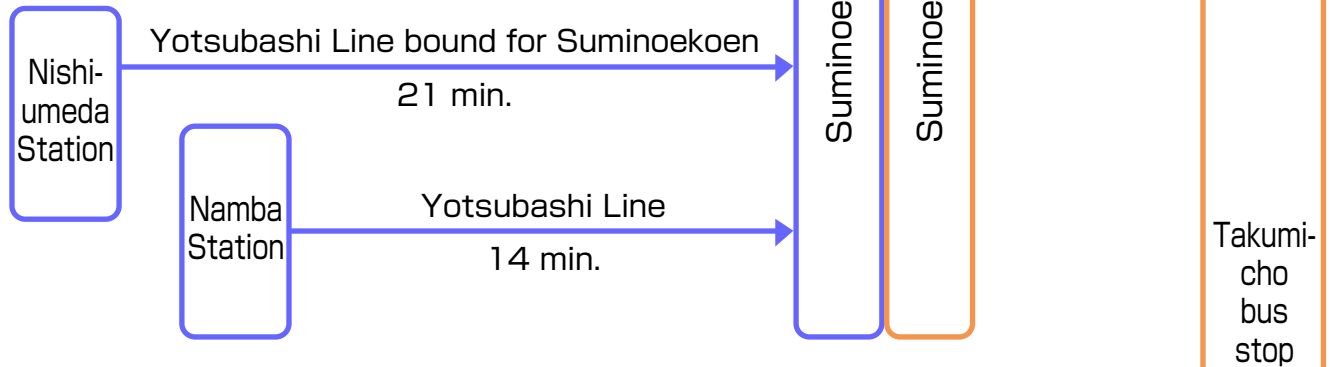 Nishi-
umeda
Station
Yotsubashi Line bound for Suminoekoen
21 min.
Namba
Station
Yotsubashi Line
14 min.
Suminoe
Suminoe
Takumi-
cho
bus
stop